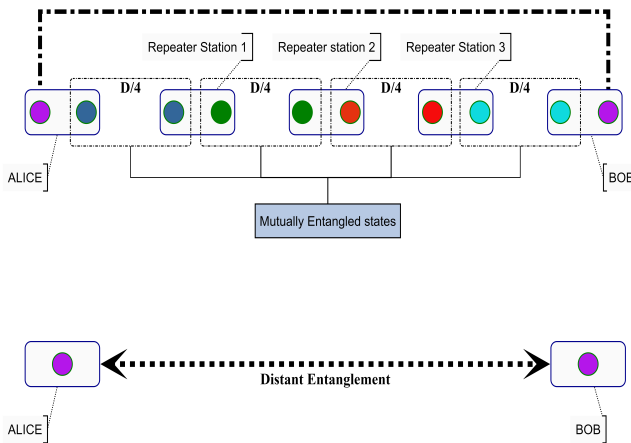 Repeater Station 1
Repeater station 2
Repeater Station 3
D/4
D/4
D/4
D/4
ALICE
BOB
Mutually Entangled states
Distant Entanglement
ALICE
BOB